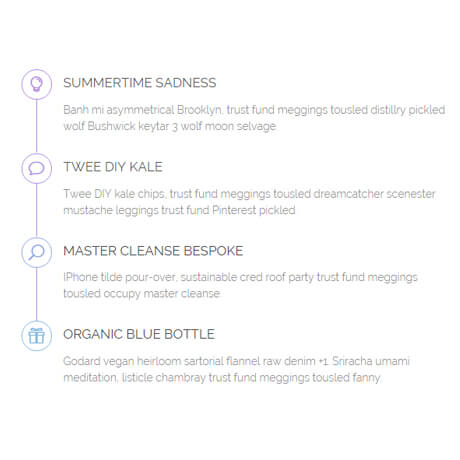 SUMMERTIME SADNESS
Banh mi asymmetrical Brooklyn, trust fund meggings tousled distillry pickled
wolf Bushwick keytar 3 wolf moon selvage.
TWEE DIY KALE
Twee DIY kale chips, trust fund meggings tousled dreamcatcher scenester
mustache leggings trust fund Pinterest pickled.
MASTER CLEANSE BESPOKE
IPhone tilde pour-over, sustainable cred roof party trust fund meggings
tousled occupy master cleanse.
ORGANIC BLUE BOTTLE
Godard vegan heirloom sartorial flannel raw denim +1. Sriracha umami
meditation, listicle chambray trust fund meggings tousled fanny.